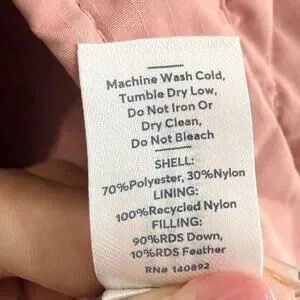 Machine Wash Cold,
Tumble Dry Low,
Do Not Iron Or
Dry Clean,
Do Not Bleach
SHELL:
70%Polyester, 30%Nylon
LINING:
100%Recycled Nylon
FILLING:
90%RDS Down,
10%RDS Feather
RN# 140892